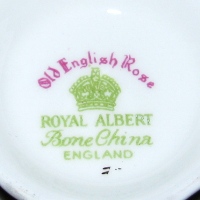 Old English Rose
ROYAL ALBERT
Bone China
ENGLAND